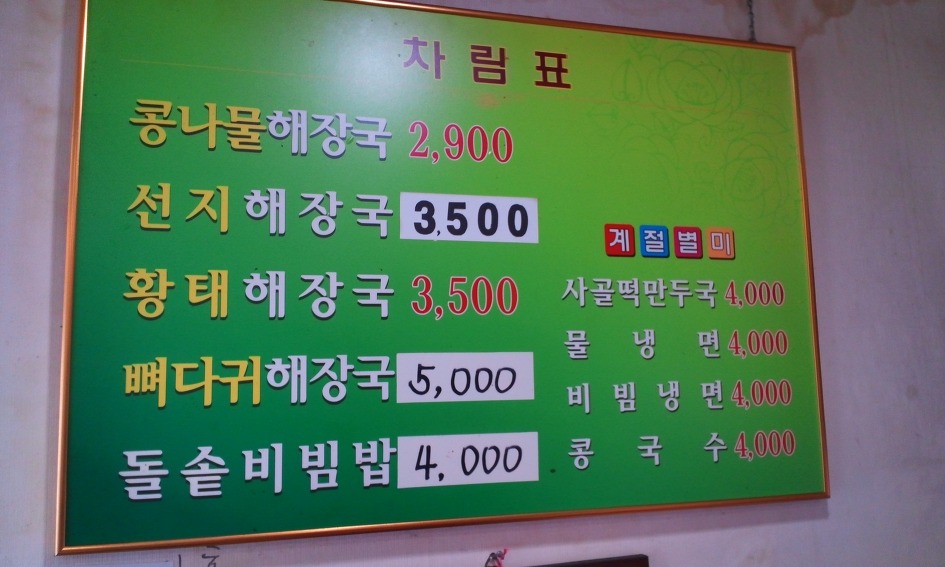 차림표
콩나물해장국 2,900
선지해장국 3,500
황태해장국 3,500
뼈다귀해장국 5,000
돌솥비빔밥 4,000
계절별미
사골떡만두국 4,000
물냉면 4,000
비빔냉면 4,000
콩국수 4,000